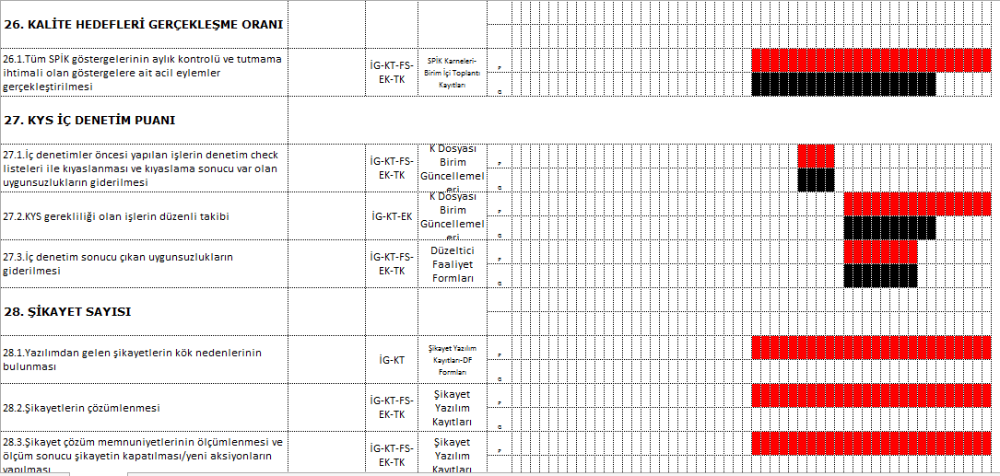 26. KALİTE HEDEFLERİ GERÇEKLEŞME ORANI
26.1.Tüm SPİK göstergelerinin aylık kontrolü ve tutmama
ihtimali olan göstergelere ait acil eylemler
gerçekleştirilmesi
İG-KT-FS-
EK-TK
SPİK Karneleri-
Birim İçi Toplantı
Kayıtları
P
G
27. KYS İÇ DENETİM PUANI
27.1.İç denetimler öncesi yapılan işlerin denetim check
listeleri ile kıyaslanması ve kıyaslama sonucu var olan
uygunsuzlukların giderilmesi
İG-KT-FS-
EK-TK
K Dosyası
Birim
Güncellemel
eri
P
G
27.2.KYS gerekliliği olan işlerin düzenli takibi
İG-KT-EK
K Dosyası
Birim
Güncellemel
eri
P
G
27.3.İç denetim sonucu çıkan uygunsuzlukların
giderilmesi
İG-KT-FS-
EK-TK
Düzeltici
Faaliyet
Formları
P
G
28. ŞİKAYET SAYISI
28.1.Yazılımdan gelen şikayetlerin kök nedenlerinin
bulunması
İG-KT
Şikayet Yazılım
Kayıtları-DF
Formları
P
G
28.2.Şikayetlerin çözümlenmesi
İG-KT-FS-
EK-TK
Şikayet
Yazılım
Kayıtları
P
G
28.3.Şikayet çözüm memnuniyetlerinin ölçümlenmesi ve
ölçüm sonucu şikayetin kapatılması/yeni aksiyonların
yapılması
İG-KT-FS-
EK-TK
Şikayet
Yazılım
Kayıtları
P